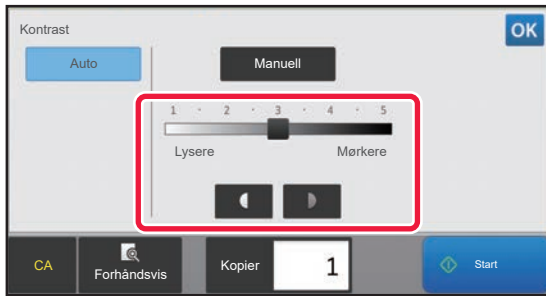 Kontrast
OK
Auto
Manuell
1 · 2 · 3 · 4 · 5
Lysere
Mørkere
CA
Forhåndsvis
Kopier
1
Start